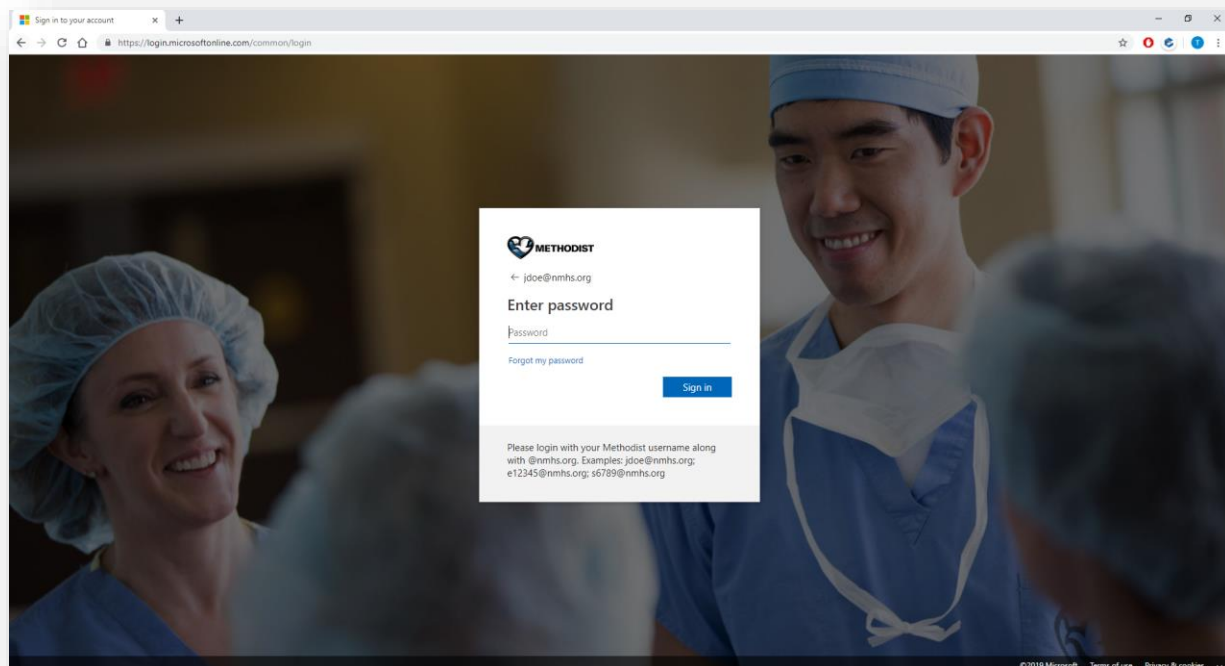 Sign in to your account
https://login.microsoftonline.com/common/login
T
METHODIST
← jdoe@nmhs.org
Enter password
Password
Forgot my password
Sign in
Please login with your Methodist username along
with @nmhs.org. Examples: jdoe@nmhs.org;
e12345@nmhs.org; s6789@nmhs.org
©2019 Microsoft Terms of use Privacy & cookies